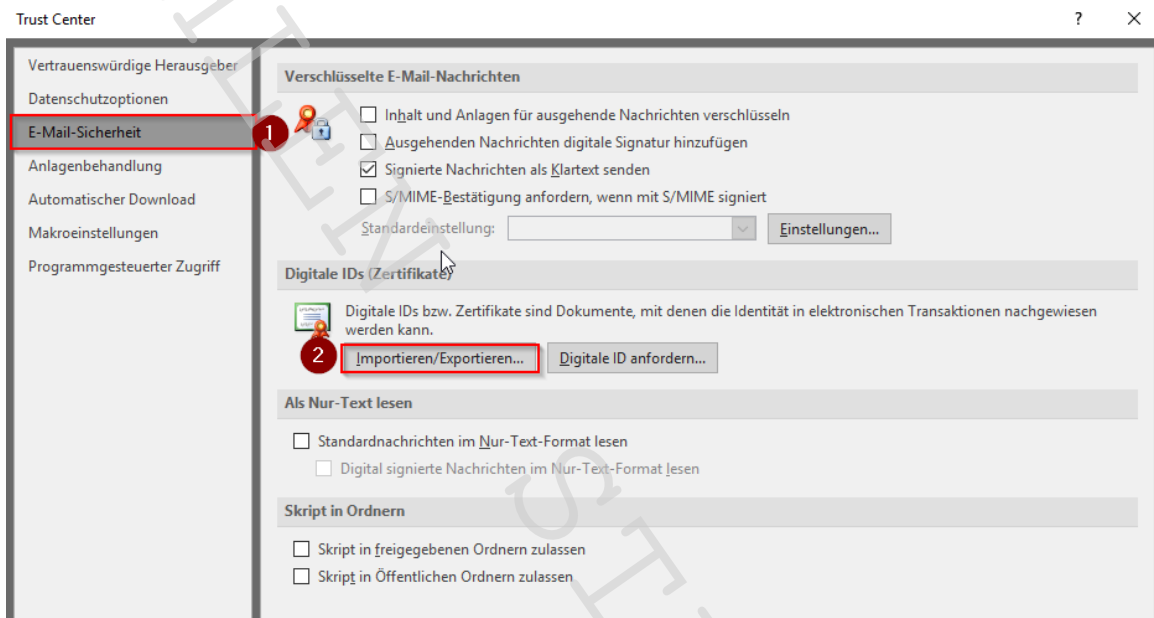 Trust Center
?
Vertrauenswürdige Herausgeber
Datenschutzoptionen
E-Mail-Sicherheit
1
Anlagenbehandlung
Automatischer Download
Makroeinstellungen
Programmgesteuerter Zugriff
Verschlüsselte E-Mail-Nachrichten
Inhalt und Anlagen für ausgehende Nachrichten verschlüsseln
Ausgehenden Nachrichten digitale Signatur hinzufügen
Signierte Nachrichten als Klartext senden
S/MIME-Bestätigung anfordern, wenn mit S/MIME signiert
Standardeinstellung:
Einstellungen...
Digitale IDs (Zertifikate)
Digitale IDs bzw. Zertifikate sind Dokumente, mit denen die Identität in elektronischen Transaktionen nachgewiesen
werden kann.
2
Importieren/Exportieren...
Digitale ID anfordern...
Als Nur-Text lesen
Standardnachrichten im Nur-Text-Format lesen
Digital signierte Nachrichten im Nur-Text-Format lesen
Skript in Ordnern
Skript in freigegebenen Ordnern zulassen
Skript in Öffentlichen Ordnern zulassen